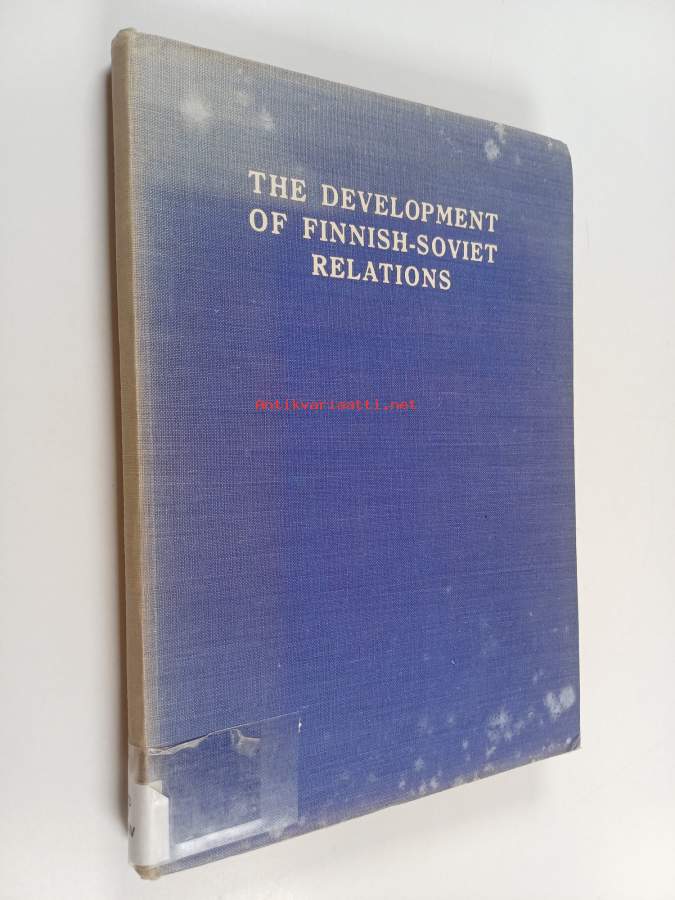 THE DEVELOPMENT
OF FINNISH-SOVIET
RELATIONS
Antikvariaatti.net